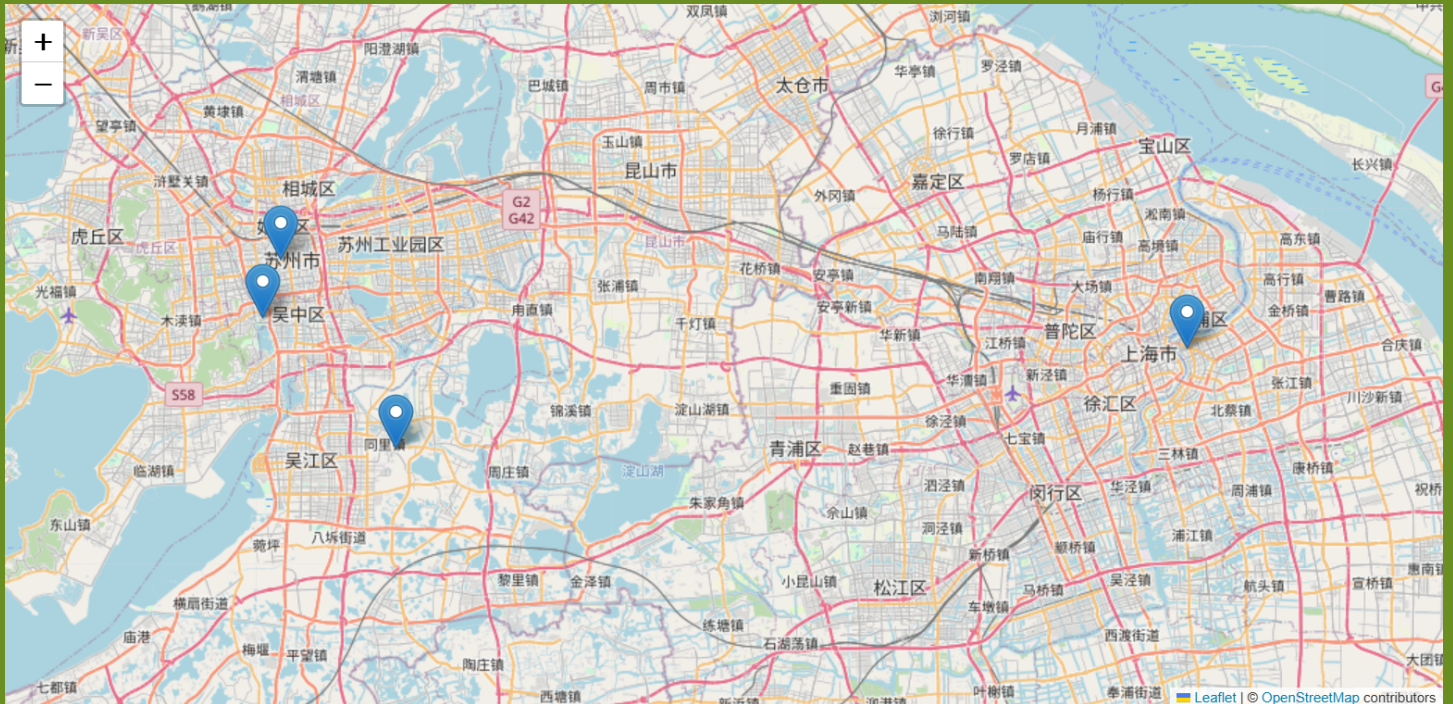 双凤镇
浏河镇
新吴区
阳澄湖镇
华亭镇
罗泾镇
+
−
渭塘镇
巴城镇
周市镇
太仓市
相城区
黄埭镇
望亭镇
徐行镇
月浦镇
宝山区
玉山镇
罗店镇
长兴镇
昆山市
浒墅关镇
相城区
外冈镇
嘉定区
杨行镇
G2
G42
淞南镇
虎丘区
虎丘区
苏州工业园区
昆山市
马陆镇
庙行镇
高境镇
高东镇
苏州市
花桥镇
安亭镇
南翔镇
大场镇
高行镇
光福镇
张浦镇
曹路镇
木渎镇
吴中区
甪直镇
千灯镇
安亭新镇
金桥镇
华新镇
江桥镇
普陀区
浦区
上海市
合庆镇
新泾镇
S58
重固镇
华漕镇
张江镇
锦溪镇
淀山湖镇
徐泾镇
徐汇区
北蔡镇
川沙新镇
同里镇
吴江区
青浦区
赵巷镇
七宝镇
三林镇
临湖镇
周庄镇
淀山湖
康桥镇
泗泾镇
闵行区
华泾镇
周浦镇
祝桥
朱家角镇
佘山镇
东山镇
洞泾镇
浦江镇
菀坪
八坼街道
新桥镇
颛桥镇
黎里镇
金泽镇
小昆山镇
松江区
马桥镇
吴泾镇
航头镇
宣桥镇
惠南镇
横扇街道
车墩镇
庙港
练塘镇
石湖荡镇
西渡街道
梅堰
平望镇
陶庄镇
大团镇
七都镇
西塘镇
叶榭镇
奉浦街道
Leaflet | © OpenStreetMap contributors